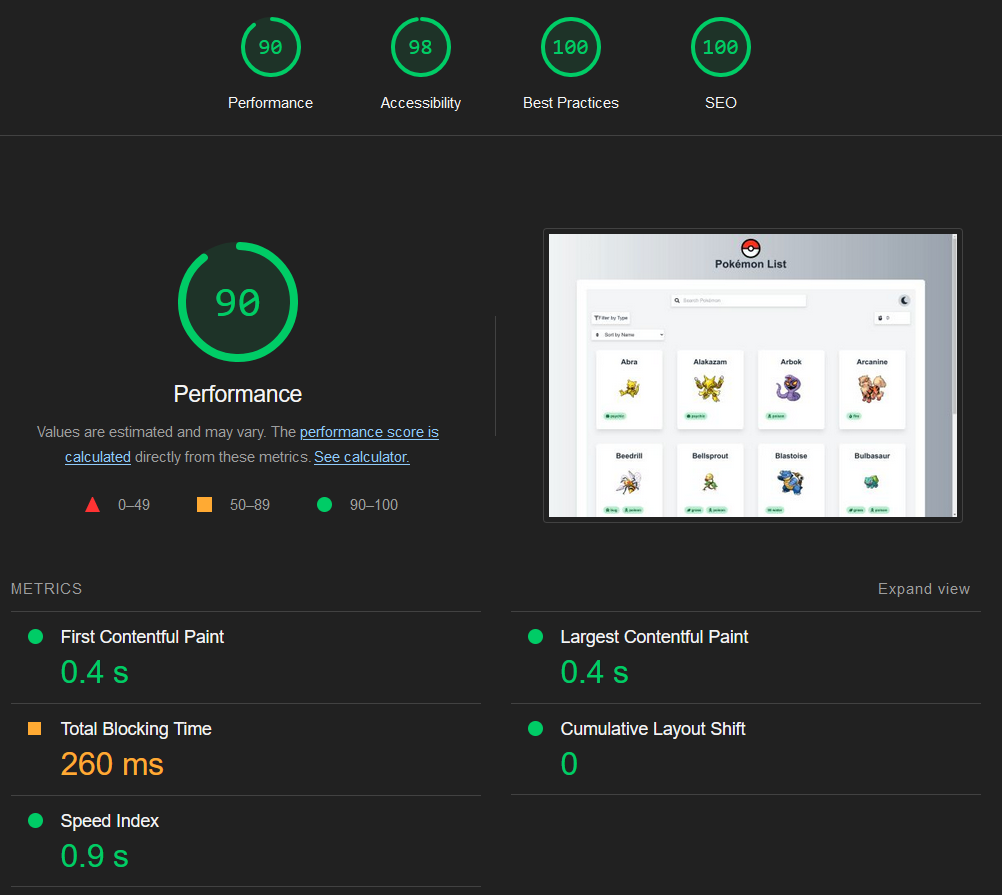 90
98
100
100
Performance
Accessibility
Best Practices
SEO
90
Performance
Values are estimated and may vary. The performance score is
calculated directly from these metrics. See calculator.
0–49
50–89
90–100
Pokémon List
Search Pokémon
Filter by Type
0
Sort by Name
Abra
Alakazam
Arbok
Arcanine
psychic
psychic
poison
fire
Beedrill
Bellsprout
Blastoise
Bulbasaur
bug
poison
grass
poison
water
grass
poison
METRICS
Expand view
First Contentful Paint
0.4 s
Largest Contentful Paint
0.4 s
Total Blocking Time
260 ms
Cumulative Layout Shift
0
Speed Index
0.9 s